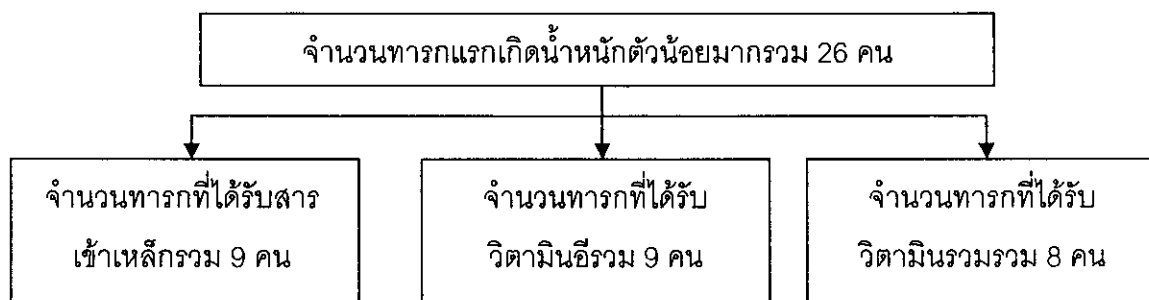 จำนวนทารกแรกเกิดน้ำหนักตัวน้อยมากรวม 26 คน
จำนวนทารกที่ได้รับสาร
เข้าเหล็กรวม 9 คน
จำนวนทารกที่ได้รับ
วิตามินอีรวม 9 คน
จำนวนทารกที่ได้รับ
วิตามินรวมรวม 8 คน